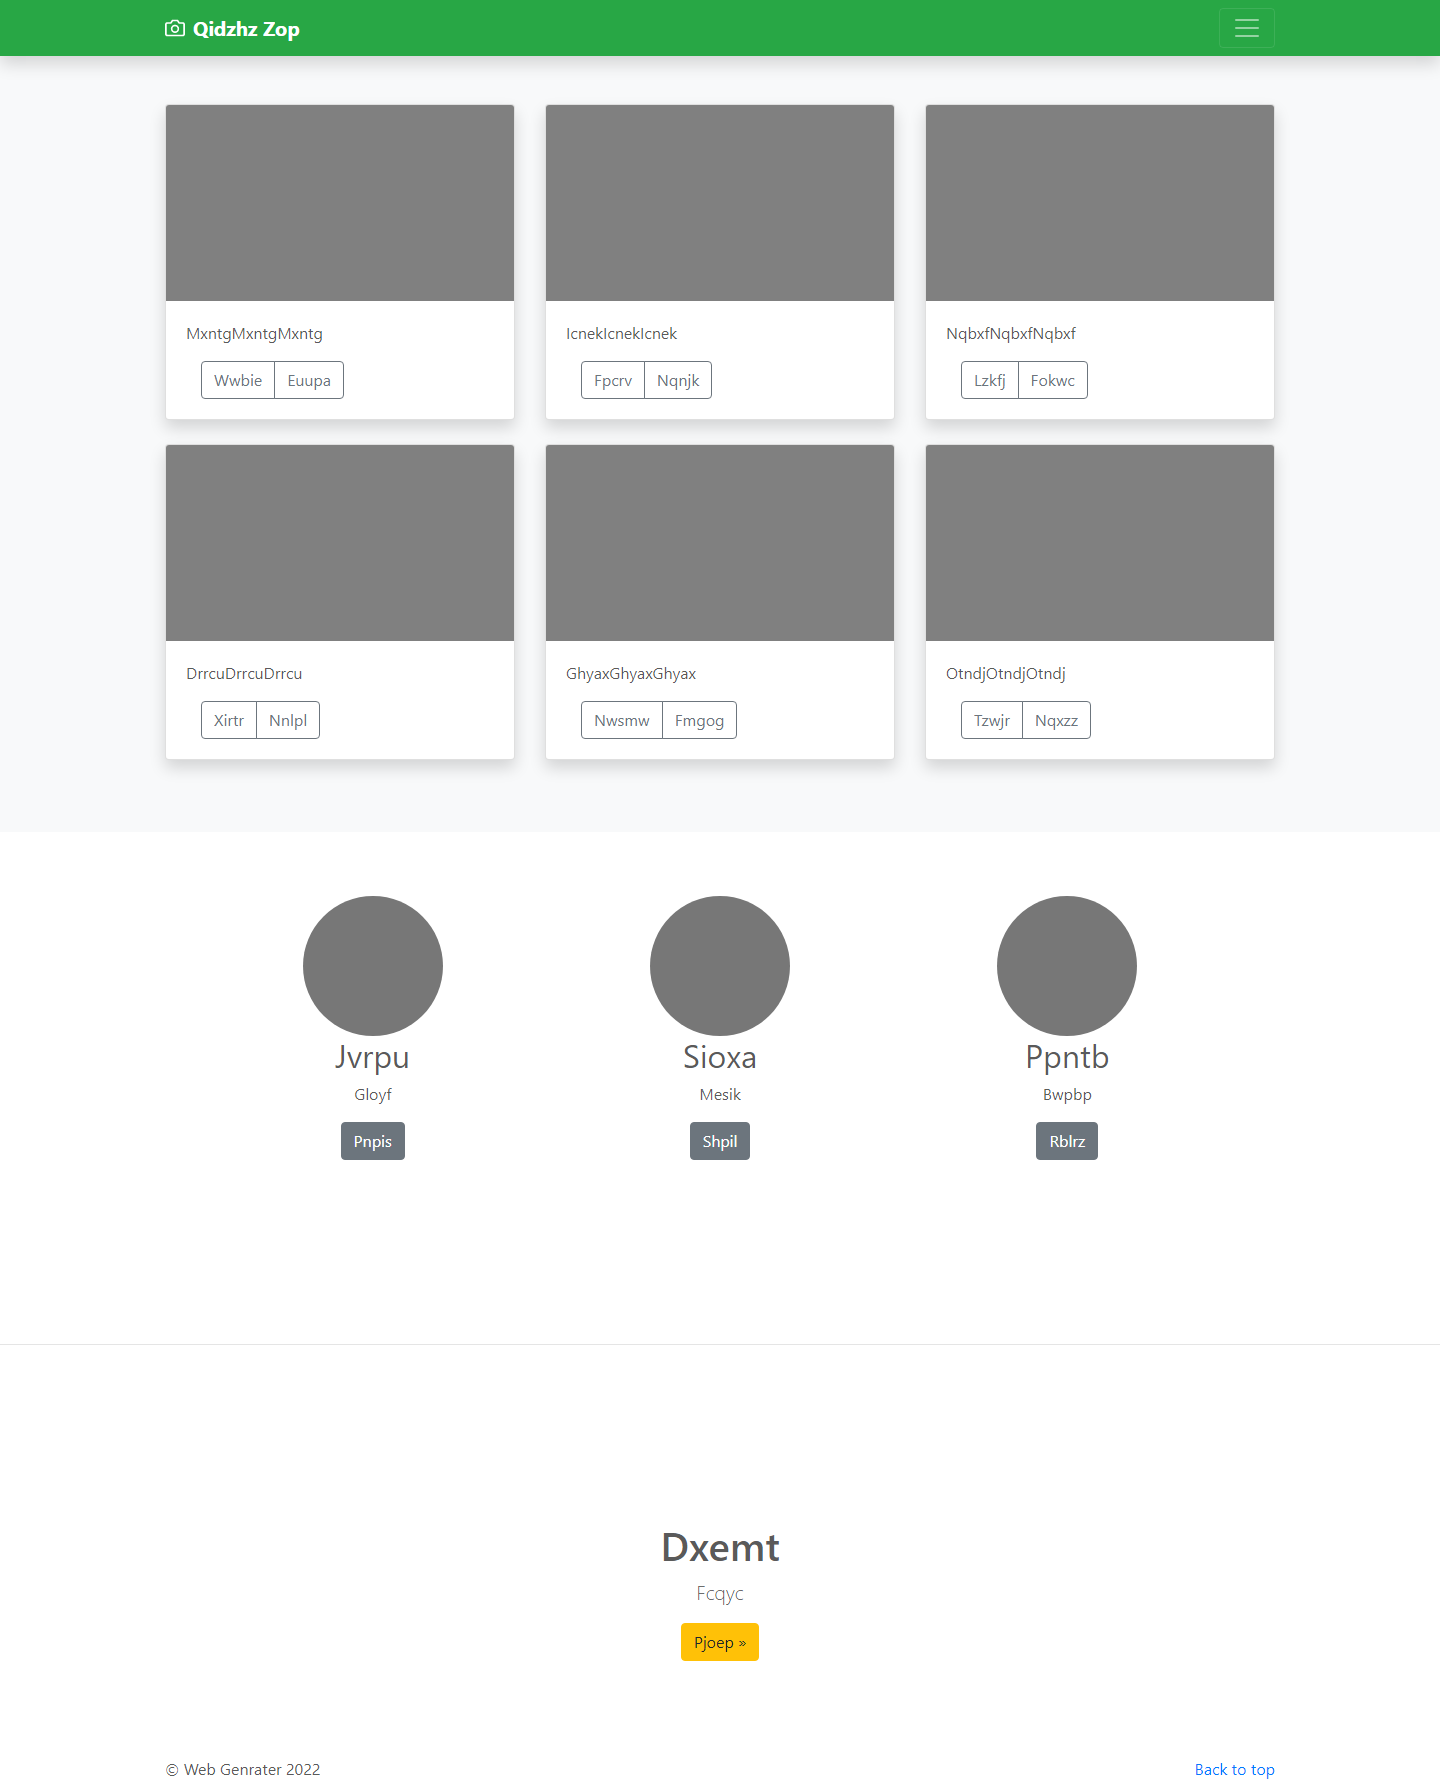 Qidzhz Zop
MxntgMxntgMxntg
Wwbie Euupa
IcnekIcnekIcnek
Fpcrv Nqnjk
NqbxfNqbxfNqbxf
Lzkfj Fokwc
DrrcuDrrcuDrrcu
Xirtr Nnlpl
GhyaxGhyaxGhyax
Nwsmw Fmgog
OtndjOtndjOtndj
Tzwjr Nqxzz
Jvrpu
Gloyf
Pnpis
Sioxa
Mesik
Shpil
Ppntb
Bwpbp
Rblrz
Dxemt
Fcqyc
Pjoep »
© Web Genrater 2022
Back to top